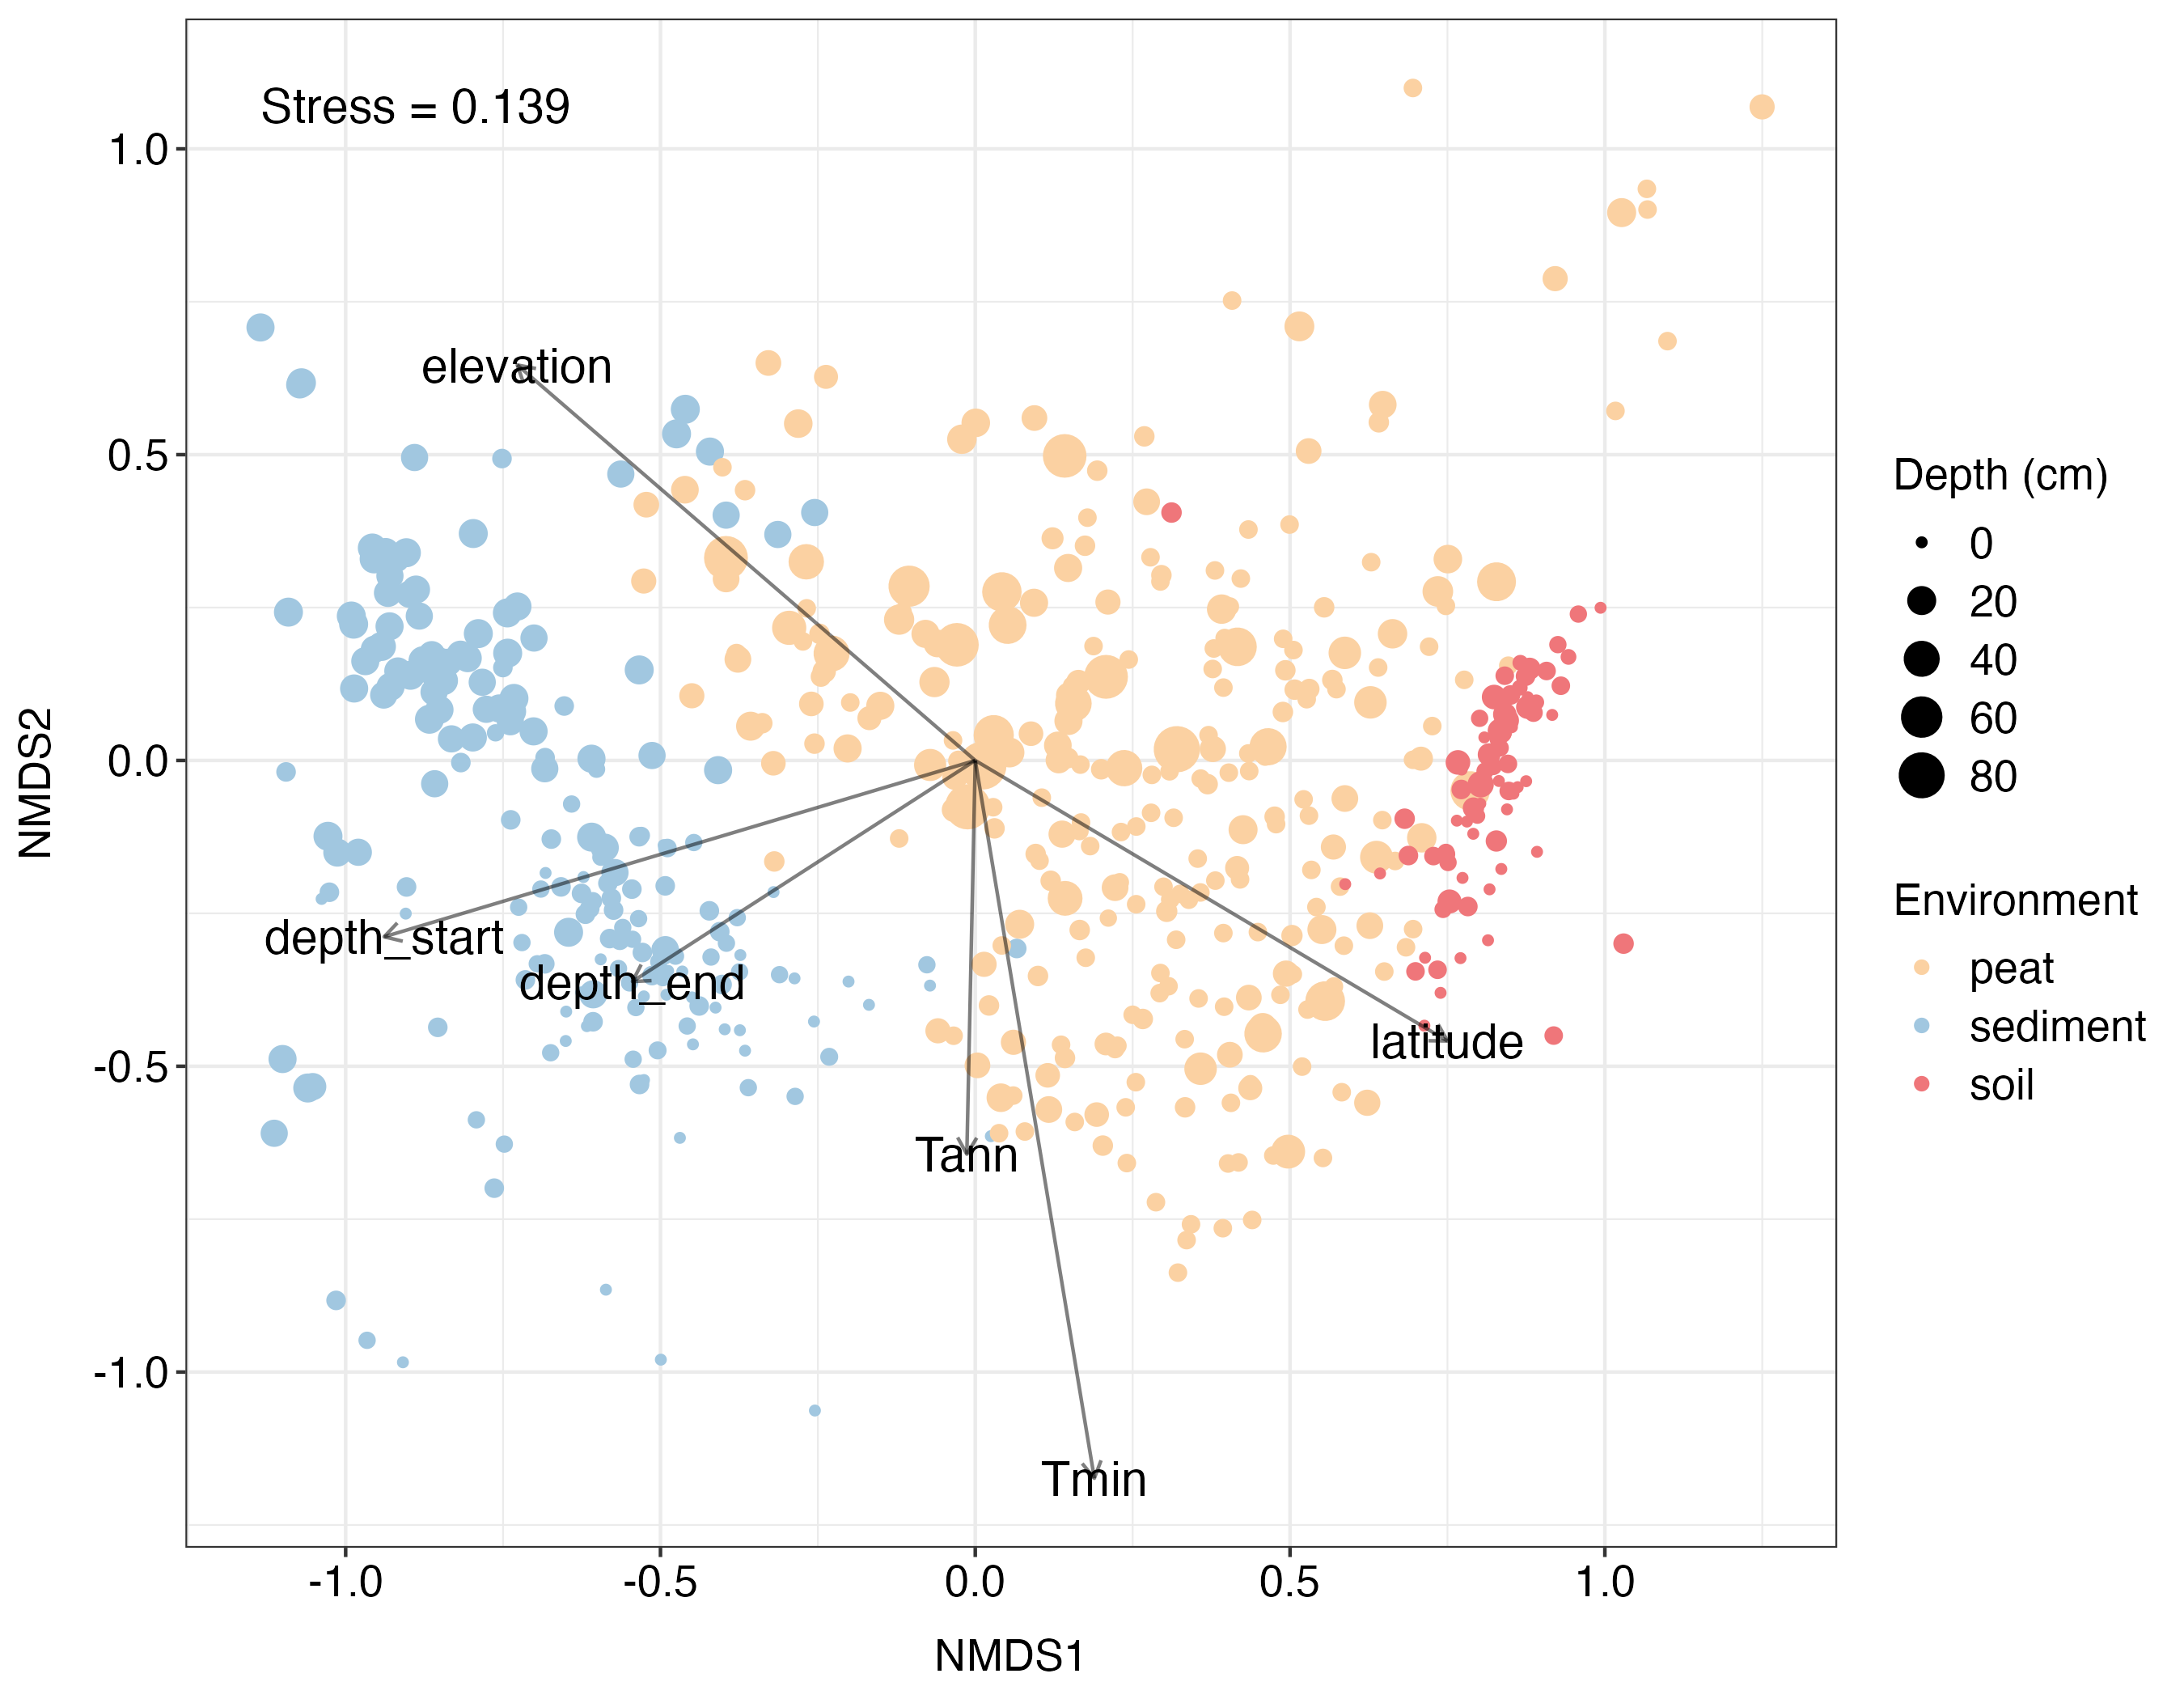 Stress = 0.139
elevation
depth_start
depth_end
latitude
Tann
Tmin
1.0
0.5
0.0
-0.5
-1.0
NMDS2
-1.0
-0.5
0.0
0.5
1.0
NMDS1
Depth (cm)
0
20
40
60
80
Environment
peat
sediment
soil